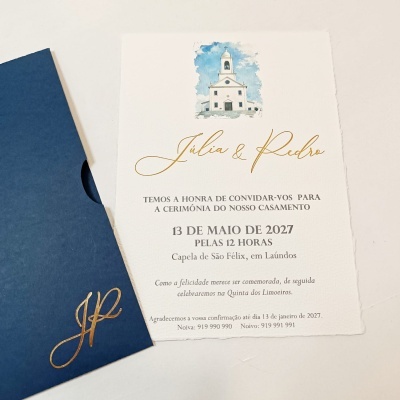 Júlia & Pedro
TEMOS A HONRA DE CONVIDAR-VOS PARA
A CERIMÓNIA DO NOSSO CASAMENTO
13 DE MAIO DE 2027
PELAS 12 HORAS
Capela de São Félix, em Laúndos
Como a felicidade merece ser comemorada, de seguida
celebraremos na Quinta dos Limoeiros.
Agradecemos a vossa confirmação até dia 13 de janeiro de 2027
Noiva: 919 990 990 Noivo: 919 991 991
JP